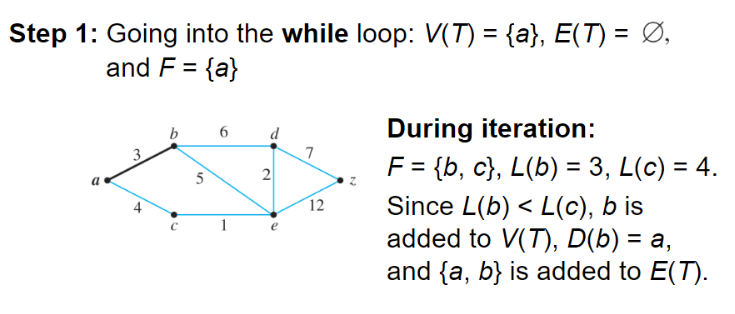 Step 1: Going into the while loop: V(T) = {a}, E(T) = ∅,
and F = {a}
b 6 d
3 7
a 5 2 z
4 12
c 1 e
During iteration:
F = {b, c}, L(b) = 3, L(c) = 4.
Since L(b) < L(c), b is
added to V(T), D(b) = a,
and {a, b} is added to E(T).